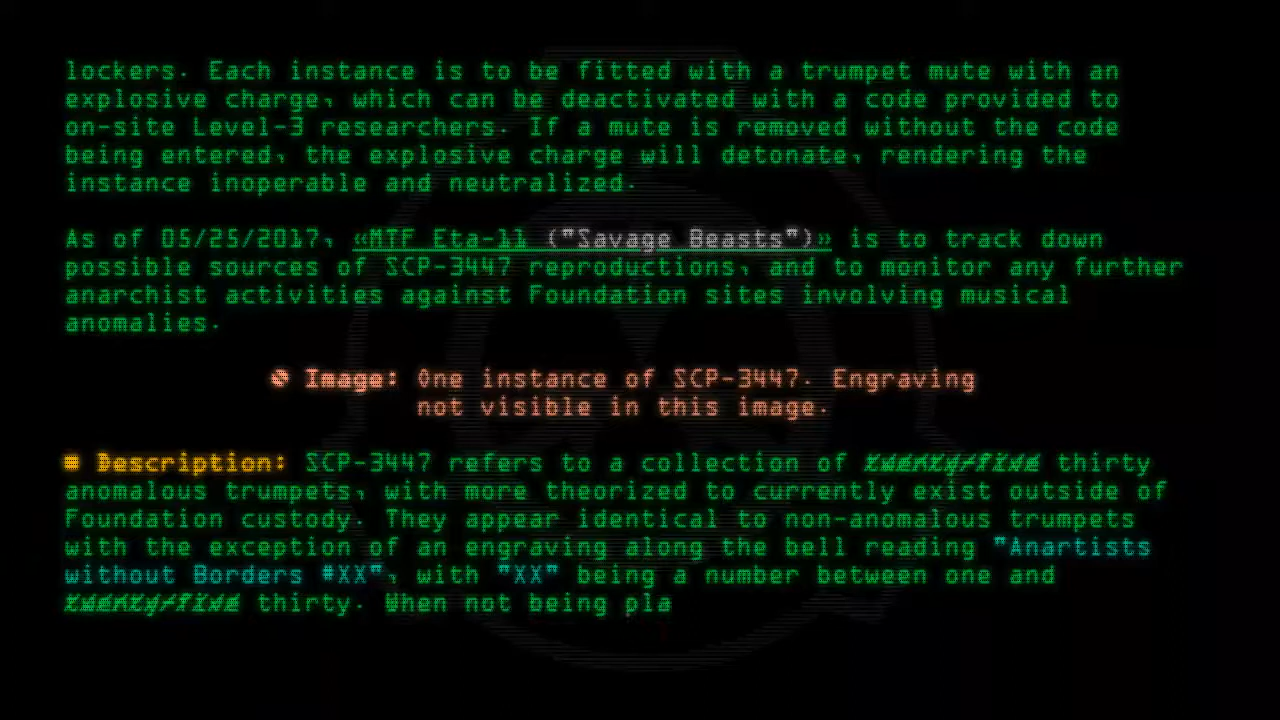 lockers. Each instance is to be fitted with a trumpet mute with an
explosive charge, which can be deactivated with a code provided to
on-site Level-3 researchers. If a mute is removed without the code
being entered, the explosive charge will detonate, rendering the
instance inoperable and neutralized.
As of 05/25/2017, «MTF Eta-11 ("Savage Beasts")» is to track down
possible sources of SCP-3447 reproductions, and to monitor any further
anarchist activities against Foundation sites involving musical
anomalies.
Image: One instance of SCP-3447. Engraving
not visible in this image.
Description: SCP-3447 refers to a collection of twenty-five thirty
anomalous trumpets, with more theorized to currently exist outside of
Foundation custody. They appear identical to non-anomalous trumpets
with the exception of an engraving along the bell reading "Anartists
without Borders #XX", with "XX" being a number between one and
twenty-five thirty. When not being pla